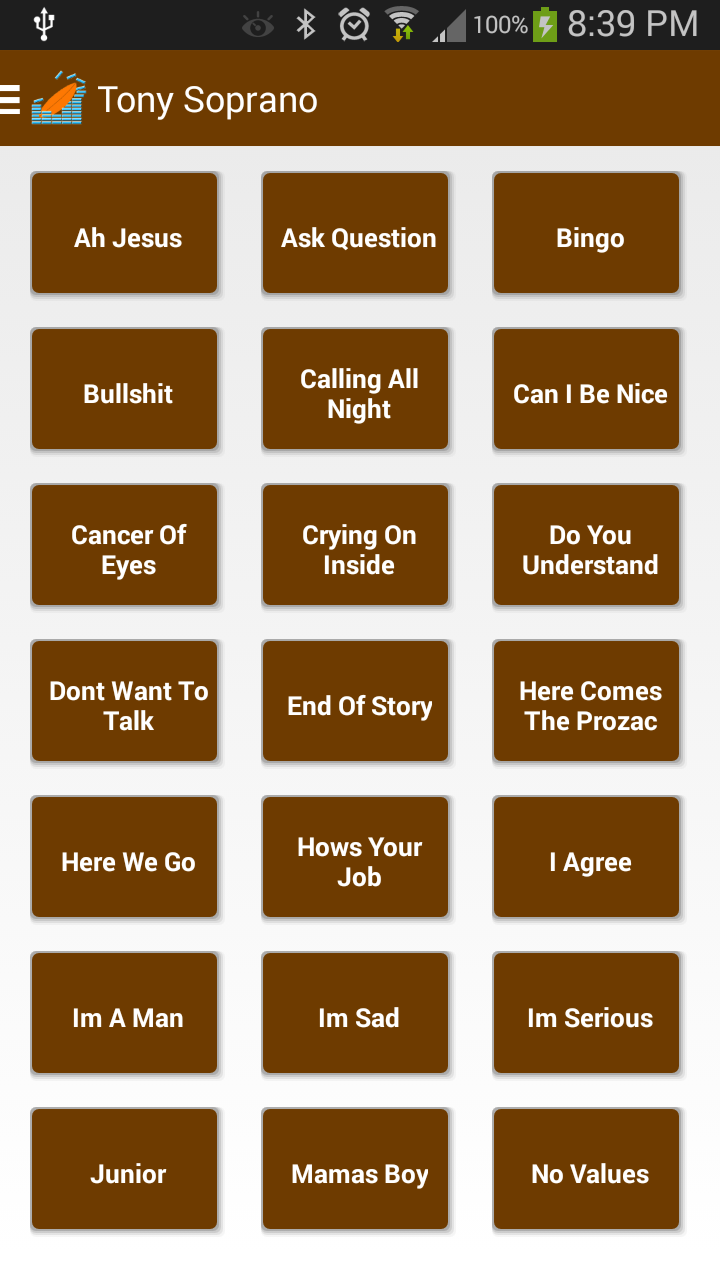 100% 8:39 PM
Tony Soprano
Ah Jesus
Ask Question
Bingo
Bullshit
Calling All
Night
Can I Be Nice
Cancer Of
Eyes
Crying On
Inside
Do You
Understand
Dont Want To
Talk
End Of Story
Here Comes
The Prozac
Here We Go
Hows Your
Job
I Agree
Im A Man
Im Sad
Im Serious
Junior
Mamas Boy
No Values